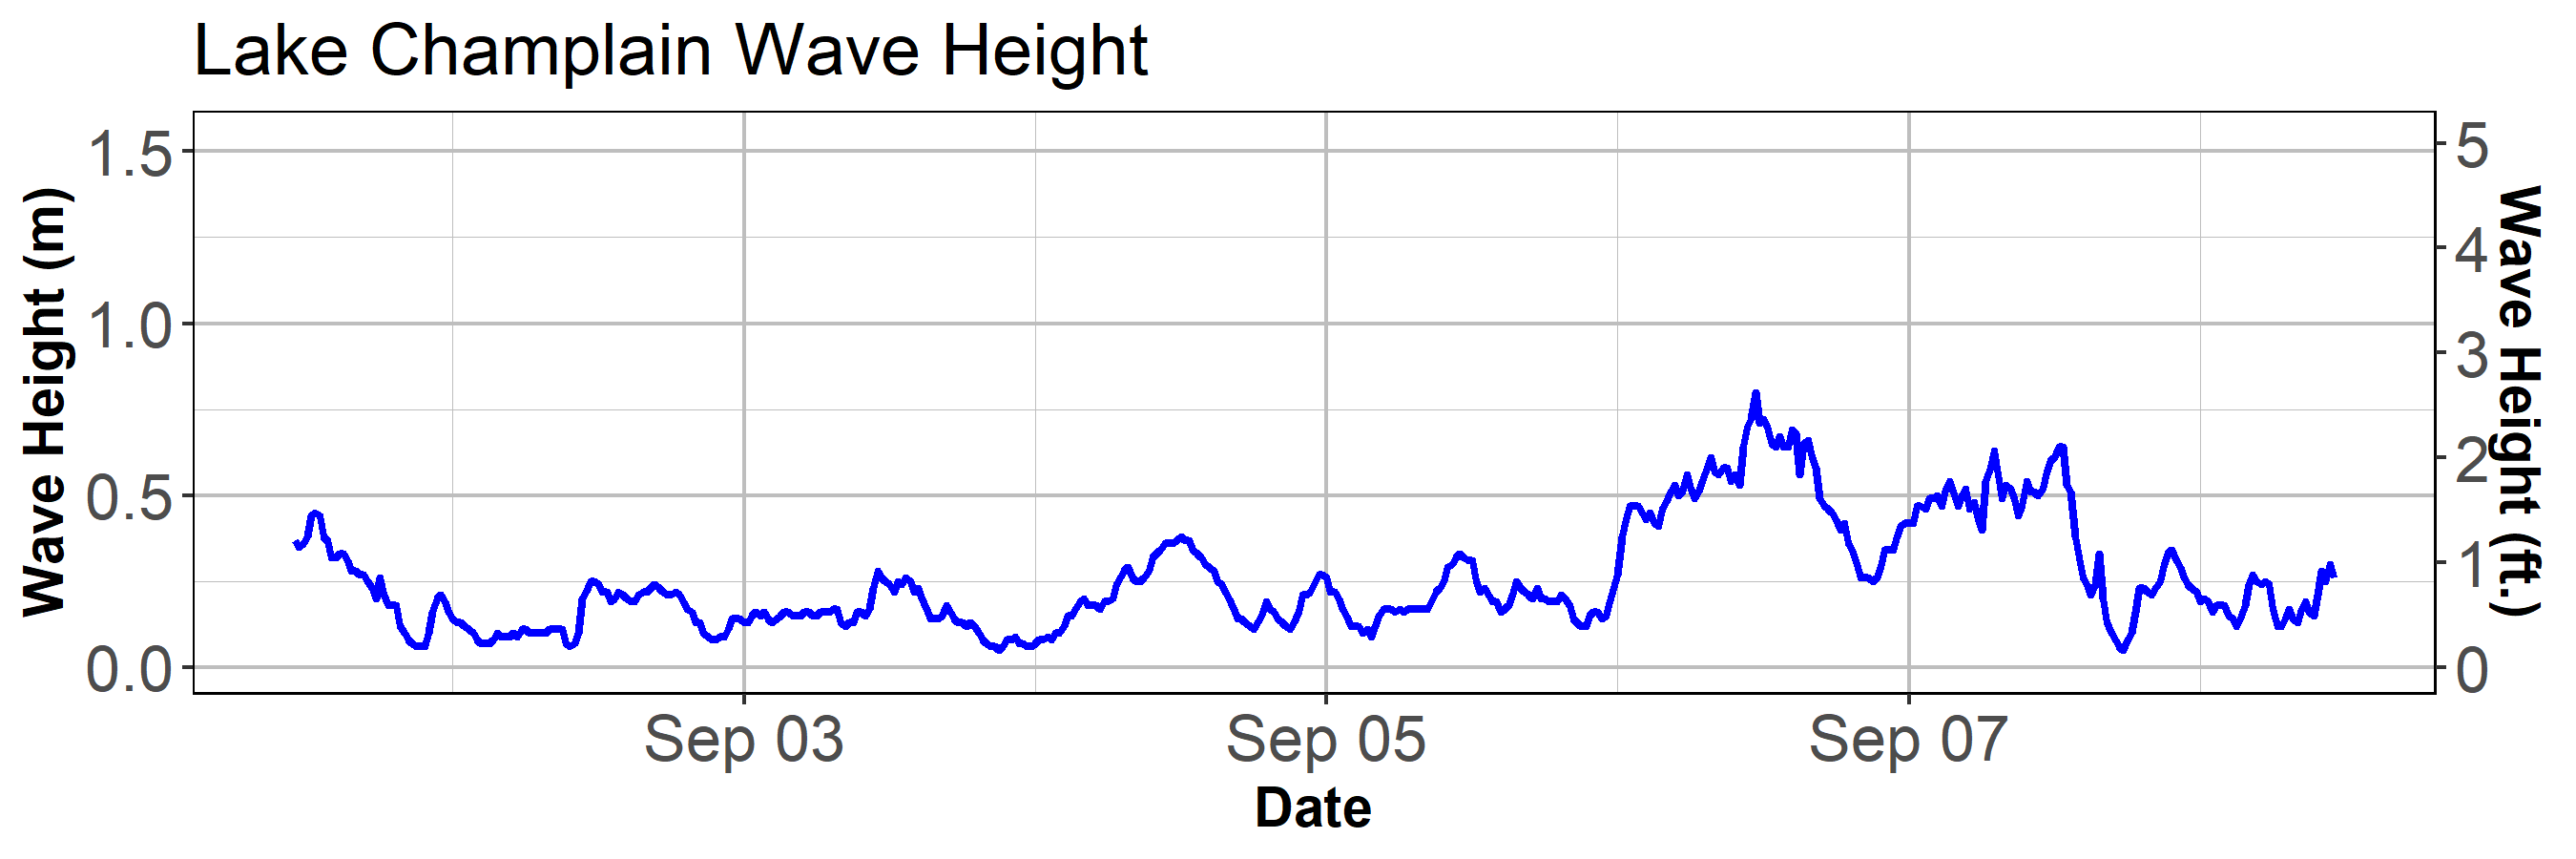 Lake Champlain Wave Height
Wave Height (m)
1.5
1.0
0.5
0.0
5
4
3
2
1
0
Wave Height (ft.)
Sep 03 Sep 05 Sep 07
Date